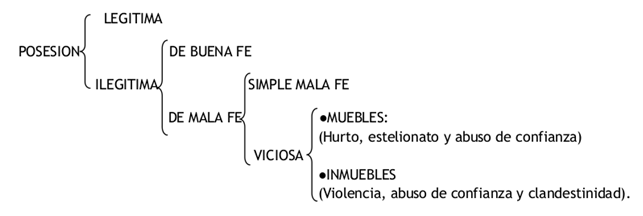 LEGITIMA
POSESION
DE BUENA FE
ILEGITIMA
SIMPLE MALA FE
DE MALA FE
●MUEBLES:
(Hurto, estelionato y abuso de confianza)
VICIOSA
●INMUEBLES
(Violencia, abuso de confianza y clandestinidad).